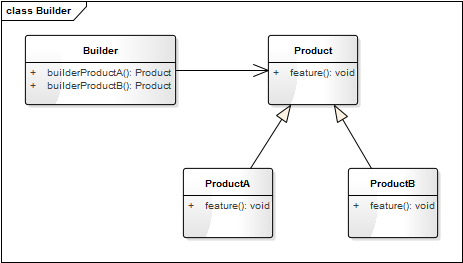 class Builder
Builder
+ builderProductA(): Product
+ builderProductB(): Product
Product
+ feature(): void
ProductA
+ feature(): void
ProductB
+ feature(): void